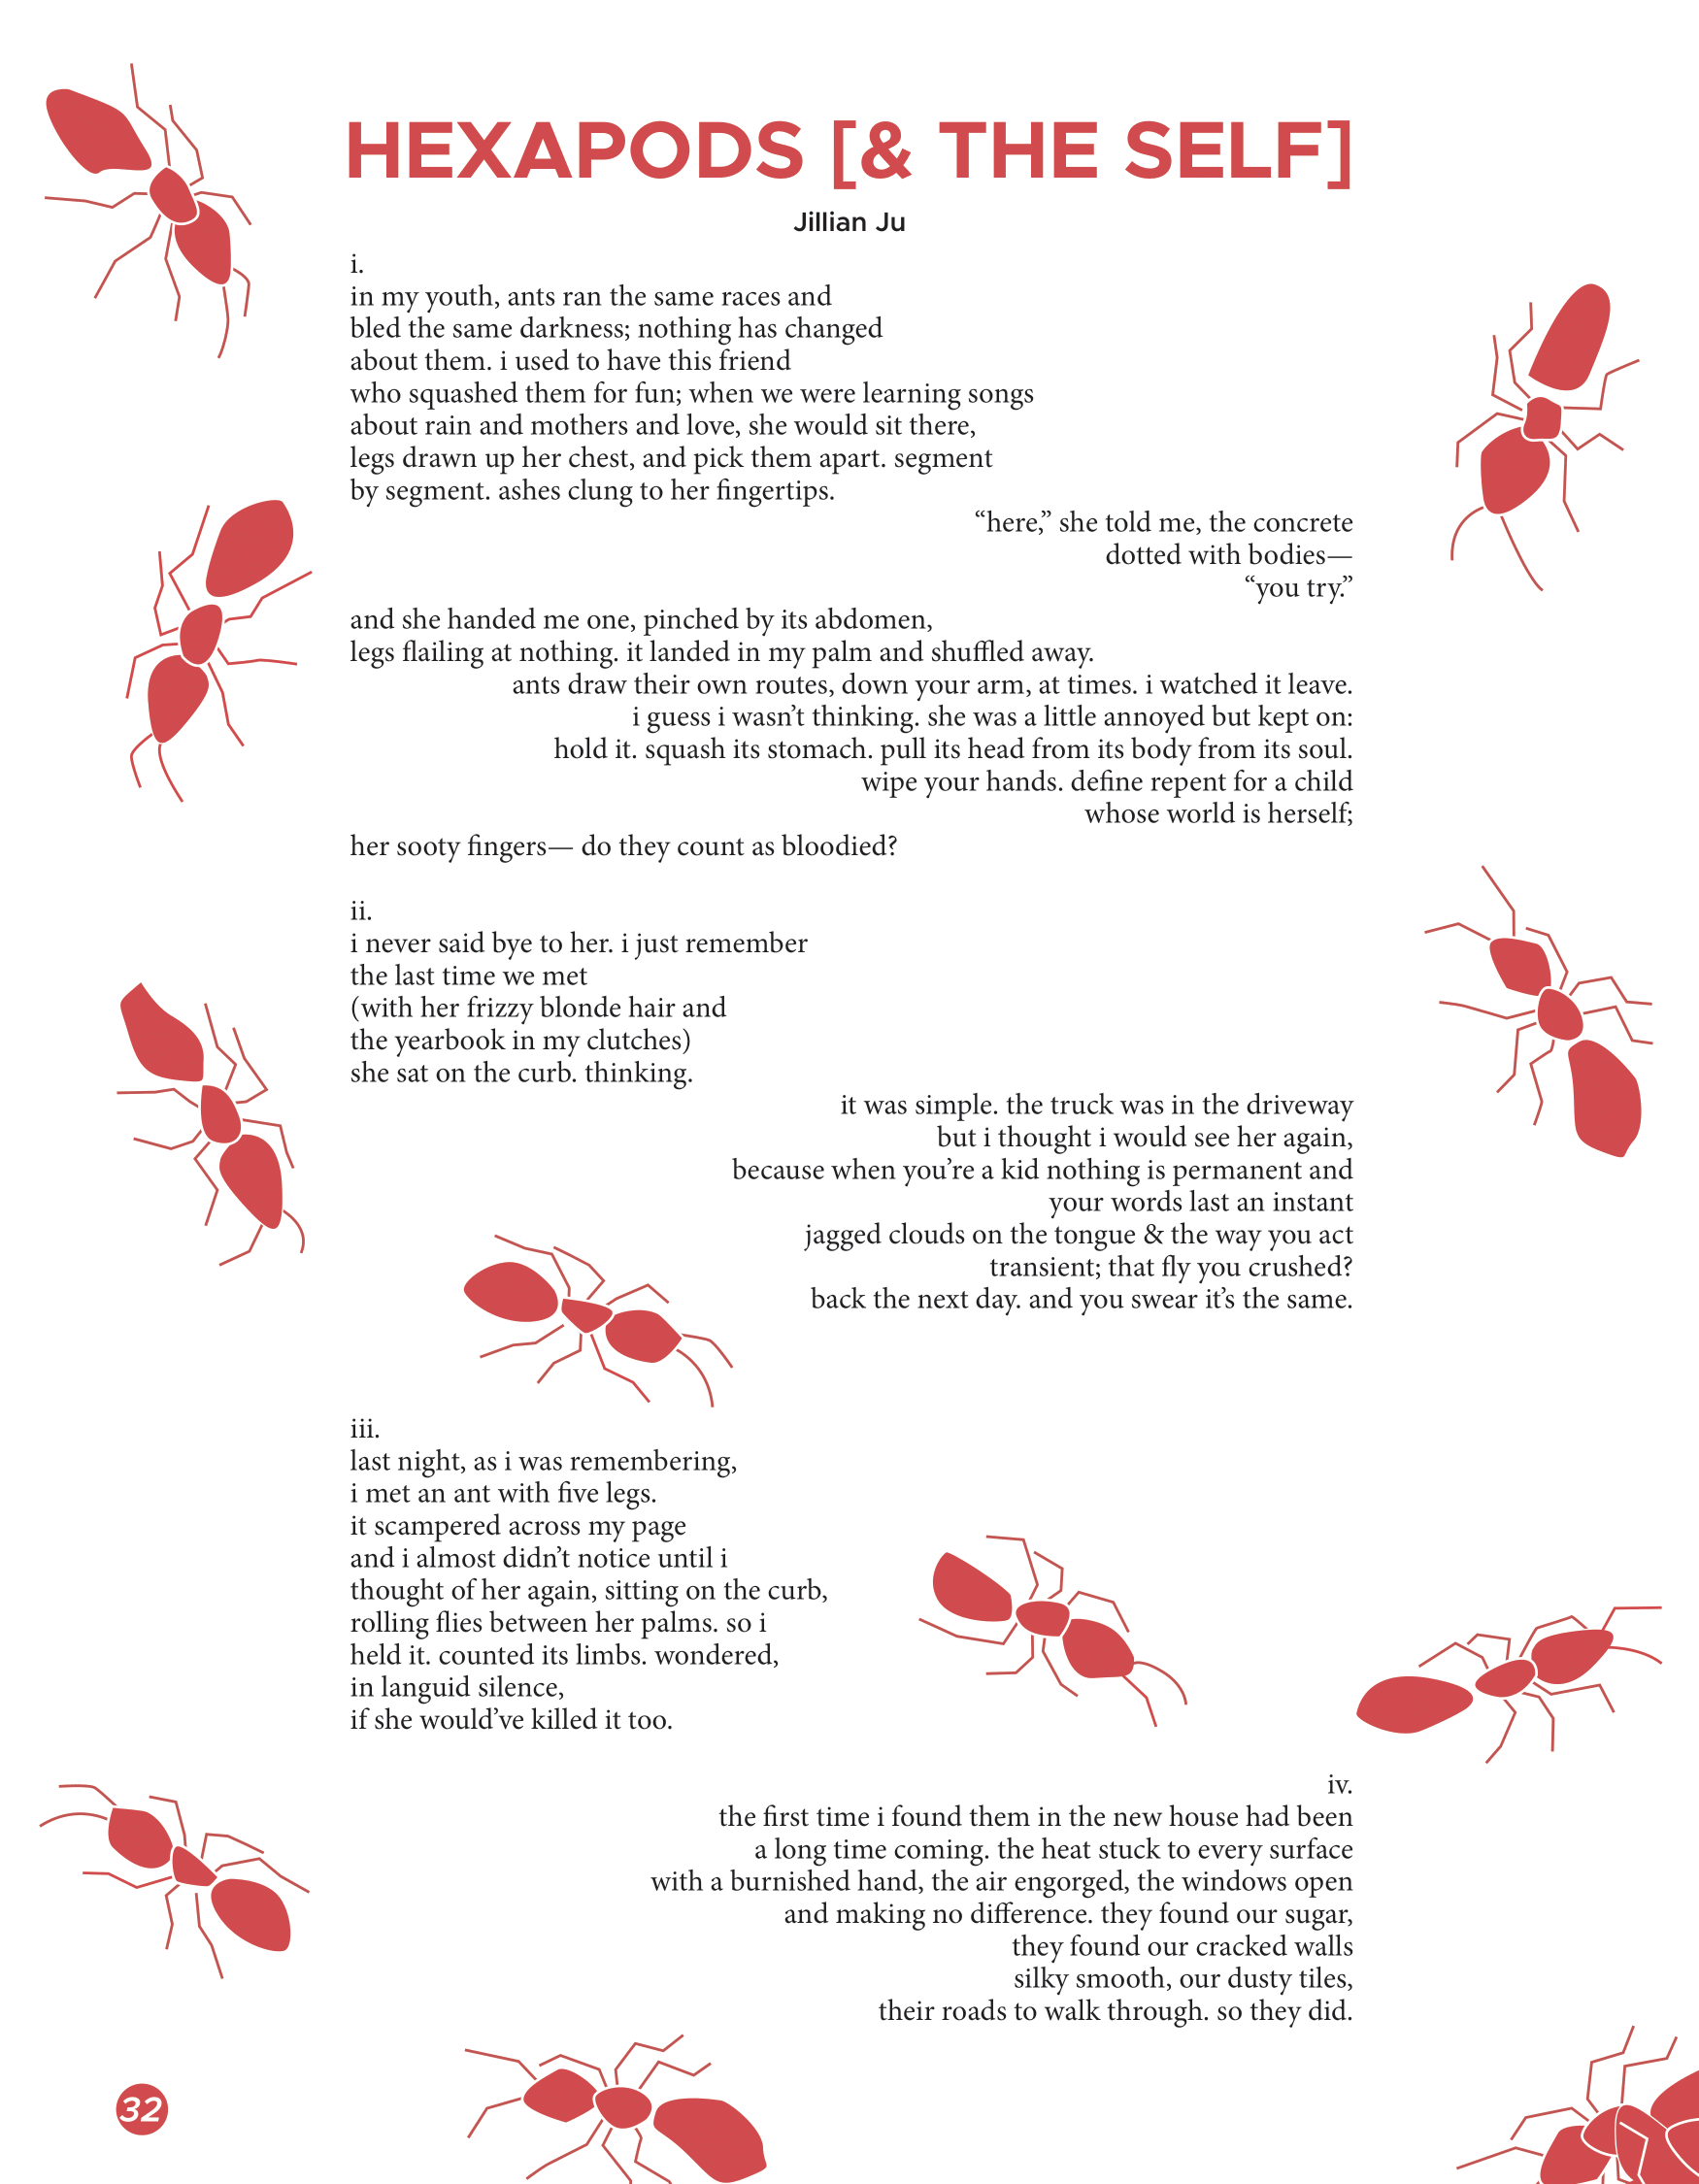 HEXAPODS [& THE SELF]
Jillian Ju
i.
in my youth, ants ran the same races and
bled the same darkness; nothing has changed
about them. i used to have this friend
who squashed them for fun; when we were learning songs
about rain and mothers and love, she would sit there,
legs drawn up her chest, and pick them apart. segment
by segment. ashes clung to her fingertips.
“here,” she told me, the concrete
dotted with bodies—
“you try.”
and she handed me one, pinched by its abdomen,
legs flailing at nothing. it landed in my palm and shuffled away.
ants draw their own routes, down your arm, at times. i watched it leave.
i guess i wasn’t thinking. she was a little annoyed but kept on:
hold it. squash its stomach. pull its head from its body from its soul.
wipe your hands. define repent for a child
whose world is herself;
her sooty fingers— do they count as bloodied?
ii.
i never said bye to her. i just remember
the last time we met
(with her frizzy blonde hair and
the yearbook in my clutches)
she sat on the curb. thinking.
it was simple. the truck was in the driveway
but i thought i would see her again,
because when you’re a kid nothing is permanent and
your words last an instant
jagged clouds on the tongue & the way you act
transient; that fly you crushed?
back the next day. and you swear it’s the same.
iii.
last night, as i was remembering,
i met an ant with five legs.
it scampered across my page
and i almost didn’t notice until i
thought of her again, sitting on the curb,
rolling flies between her palms. so i
held it. counted its limbs. wondered,
in languid silence,
if she would’ve killed it too.
iv.
the first time i found them in the new house had been
a long time coming. the heat stuck to every surface
with a burnished hand, the air engorged, the windows open
and making no difference. they found our sugar,
they found our cracked walls
silky smooth, our dusty tiles,
their roads to walk through. so they did.
32